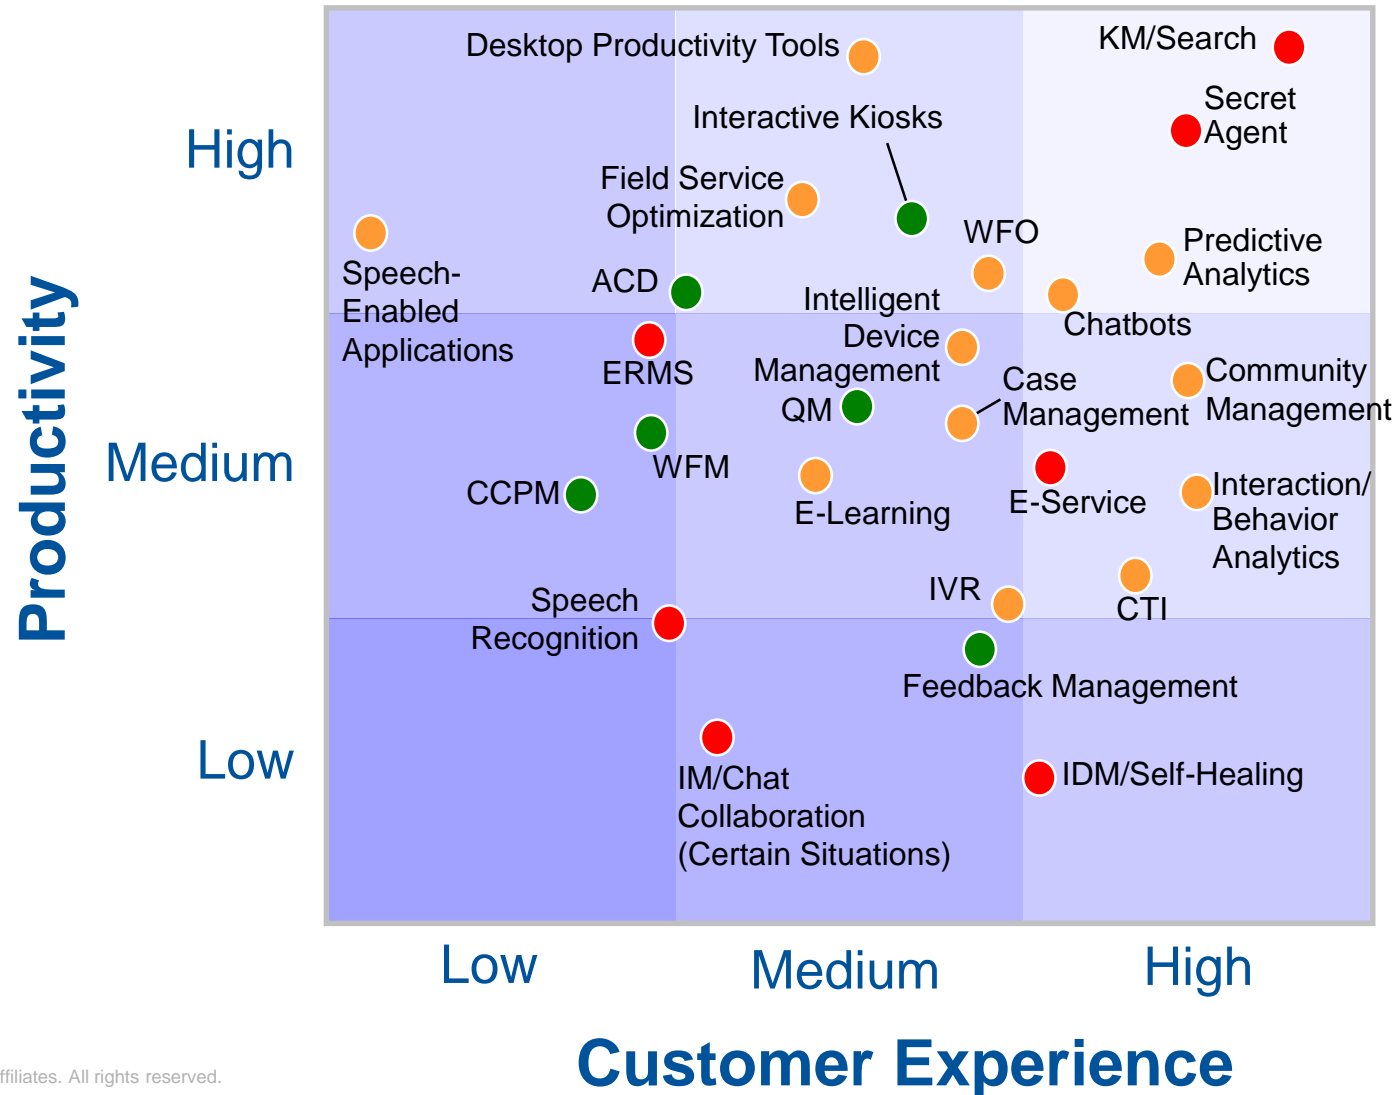 Desktop Productivity Tools
KM/Search
Secret
Agent
Interactive Kiosks
High
Field Service
Optimization
WFO
Predictive
Analytics
Speech-
Enabled
Applications
ACD
Intelligent
Device
Management
Chatbots
ERMS
Case
Management
Community
Management
QM
Productivity
Medium
WFM
CCPM
E-Learning
E-Service
Interaction/
Behavior
Analytics
IVR
CTI
Speech
Recognition
Feedback Management
Low
IM/Chat
Collaboration
(Certain Situations)
IDM/Self-Healing
Low
Medium
High
Customer Experience
ffiliates. All rights reserved.